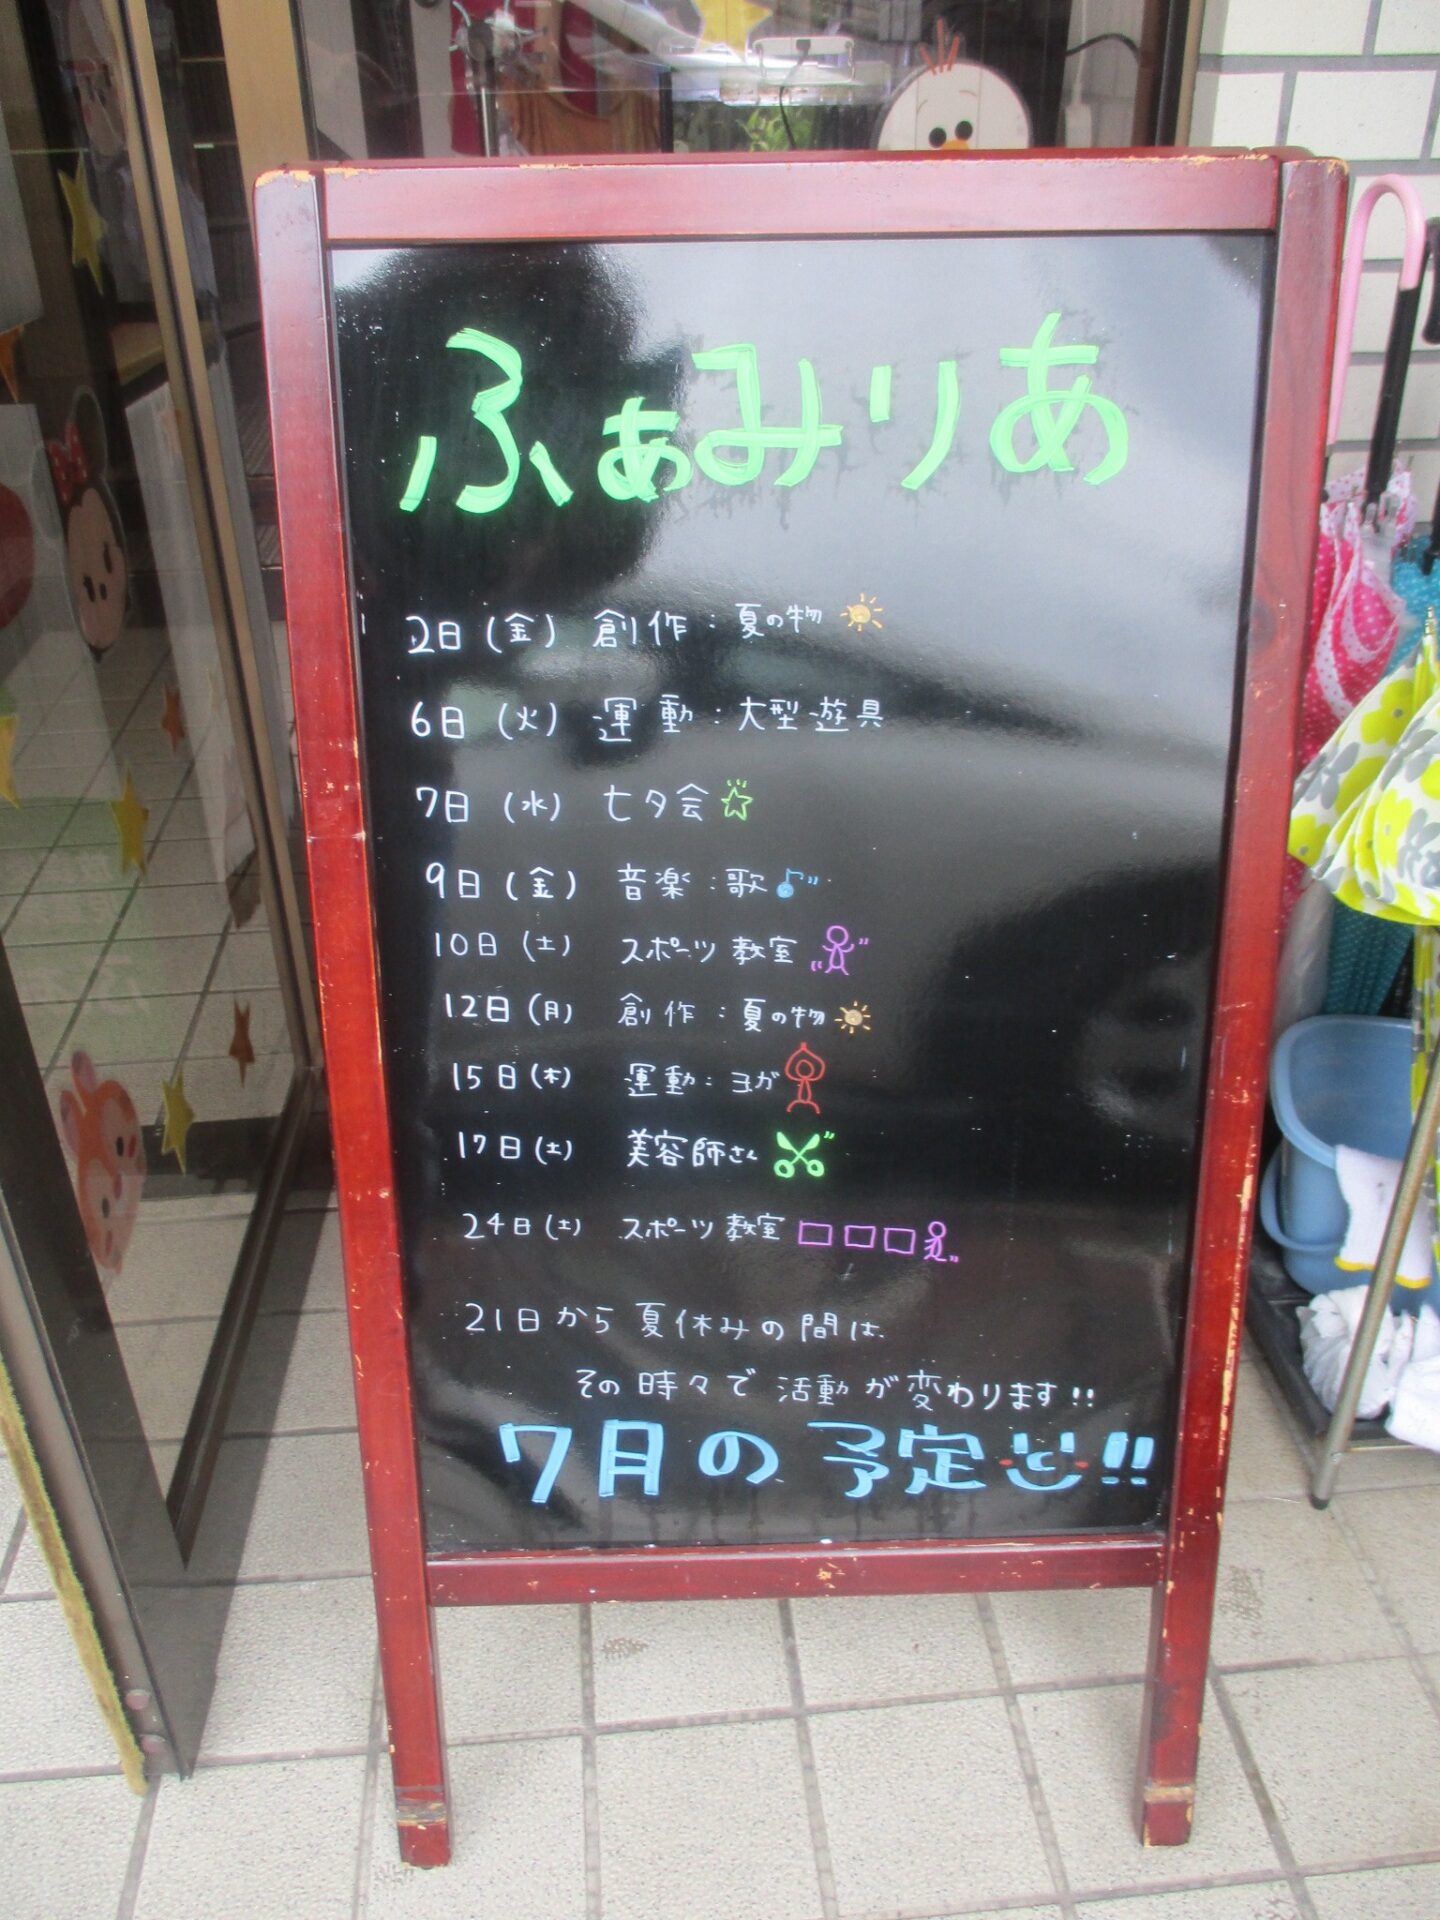 ふぁみりあ
2日(金) 創作:夏の物
6日(火) 運動:大型遊具
7日(水) 七夕会
9日(金) 音楽:歌
10日(土) スポーツ教室
12日(月) 創作:夏の物
15日(木) 運動:ヨガ
17日(土) 美容師さん
24日(土) スポーツ教室
21日から夏休みの間は、
その時々で活動が変わります!!
7月の予定!!